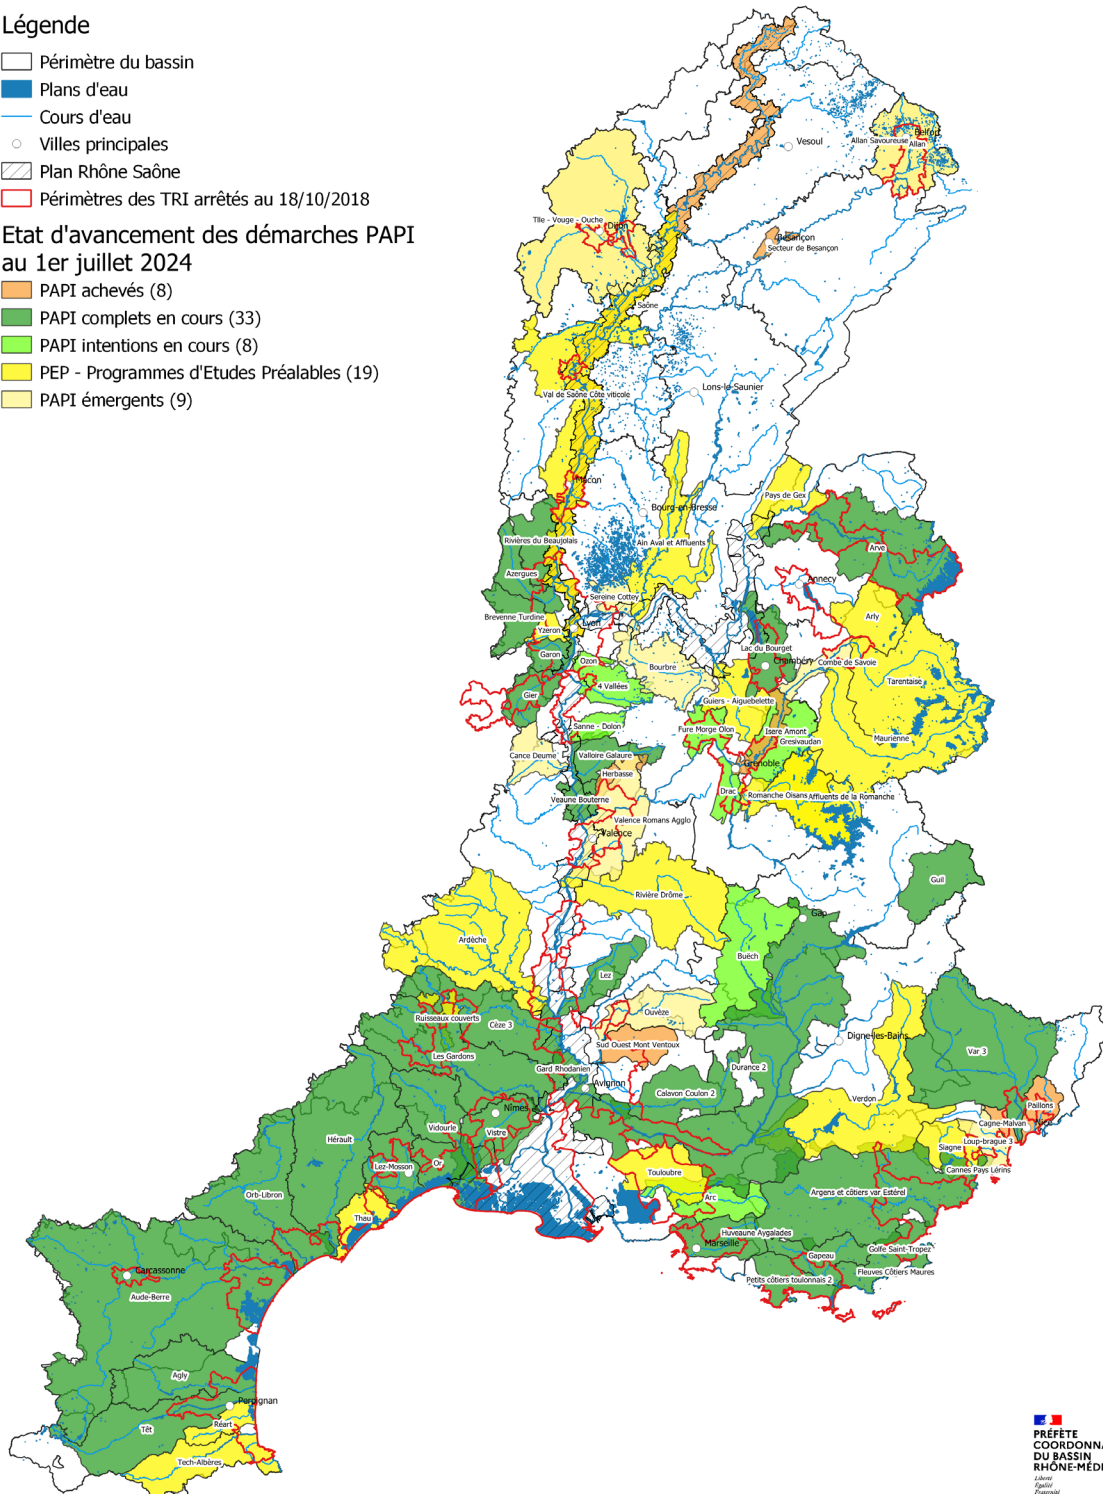 Légende
Périmètre du bassin
Plans d'eau
Cours d'eau
Villes principales
Plan Rhône Saône
Périmètres des TRI arrêtés au 18/10/2018
Etat d'avancement des démarches PAPI
au 1er juillet 2024
PAPI achevés (8)
PAPI complets en cours (33)
PAPI intentions en cours (8)
PEP - Programmes d'Etudes Préalables (19)
PAPI émergents (9)
Vesoul
Belfort
Allan Savoureuse
Allan
Tlle - Vouge - Ouche
Dijon
Besançon
Secteur de Besançon
Saône
Lons-le-Saunier
Val de Saône Côte viticole
Mâcon
Pays de Gex
Bourg-en-Bresse
Rivières du Beaujolais
Ain Aval et Affluents
Arve
Azergues
Annecy
Sereine Cottey
Brevenne Turdine
Arly
Lyon
Yzeron
Lac du Bourget
Garon
Ozon
Bourbre
Chambéry
Combe de Savoie
Tarentaise
4 Vallées
Gier
Guiers - Aiguebelette
Sanne - Dolon
Fure Morge Olon
Isère Amont
Gresivaudan
Maurienne
Cance Deume
Valloire Galaure
Grenoble
Herbasse
Drac
Romanche Oisans
Affluents de la Romanche
Veaune Bouterne
Valence Romans Agglo
Valence
Guil
Rivière Drôme
Gap
Ardèche
Buëch
Lez
Ouvèze
Ruisseaux couverts
Cèze 3
Digne-les-Bains
Sud Ouest Mont Ventoux
Var 3
Les Gardons
Gard Rhodanien
Durance 2
Avignon
Calavon Coulon 2
Verdon
Paillons
Nîmes
Cagne-Malvan
Nice
Vidourle
Vistre
Hérault
Loup-brague 3
Siagne
Lez-Mosson
Or
Touloubre
Cannes Pays Lérins
Orb-Libron
Arc
Argens et côtiers var Estérel
Thau
Huveaune Aygalades
Marseille
Golfe Saint-Tropez
Gapeau
Carcassonne
Fleuves Côtiers Maures
Petits côtiers toulonnais 2
Aude-Berre
Agly
Perpignan
Réart
Têt
Tech-Albères
PRÉFÈTE
COORDONNA
DU BASSIN
RHÔNE-MÉDI
Liberté
Égalité
Fraternité